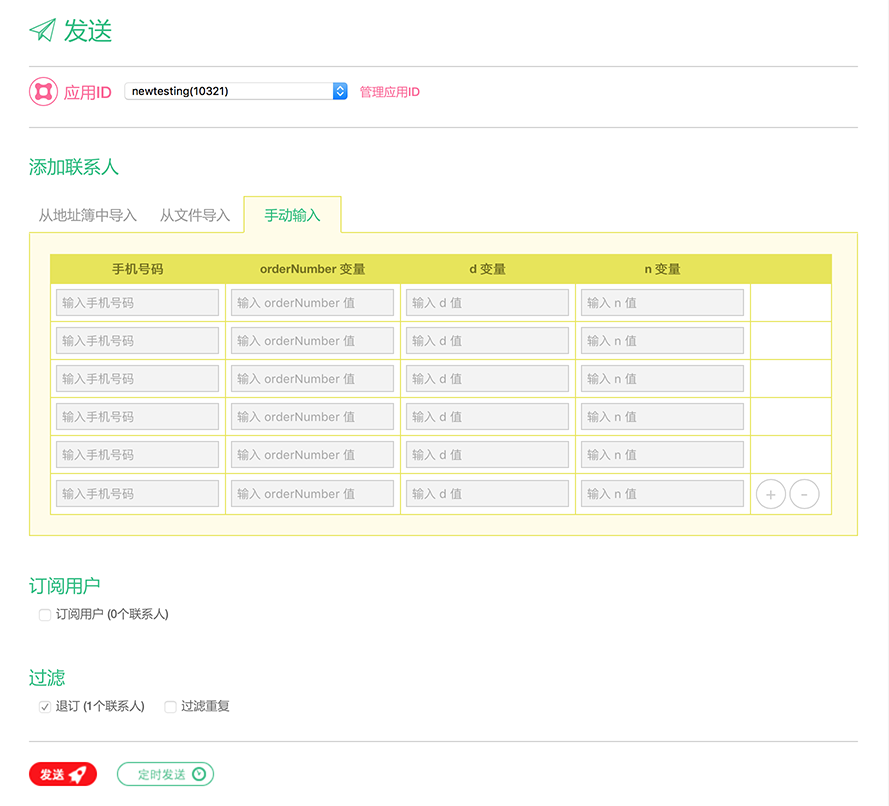 发送
应用ID newtesting(10321) 管理应用ID
添加联系人
从地址簿中导入 从文件导入 手动输入
手机号码 orderNumber 变量 d 变量 n 变量
输入手机号码 输入 orderNumber 值 输入 d 值 输入 n 值
输入手机号码 输入 orderNumber 值 输入 d 值 输入 n 值
输入手机号码 输入 orderNumber 值 输入 d 值 输入 n 值
输入手机号码 输入 orderNumber 值 输入 d 值 输入 n 值
输入手机号码 输入 orderNumber 值 输入 d 值 输入 n 值
输入手机号码 输入 orderNumber 值 输入 d 值 输入 n 值 + -
订阅用户
订阅用户 (0个联系人)
过滤
退订 (1个联系人) 过滤重复
发送 定时发送